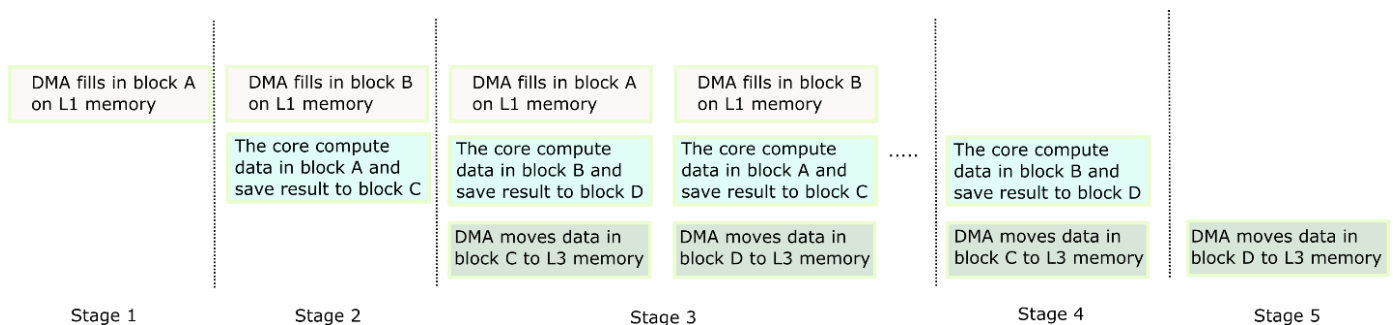 DMA fills in block A
on L1 memory
DMA fills in block B
on L1 memory
DMA fills in block A
on L1 memory
DMA fills in block B
on L1 memory
The core compute
data in block A and
save result to block C
The core compute
data in block B and
save result to block D
The core compute
data in block A and
save result to block C
.....
The core compute
data in block B and
save result to block D
DMA moves data in
block C to L3 memory
DMA moves data in
block D to L3 memory
DMA moves data in
block C to L3 memory
DMA moves data in
block D to L3 memory
Stage 1
Stage 2
Stage 3
Stage 4
Stage 5